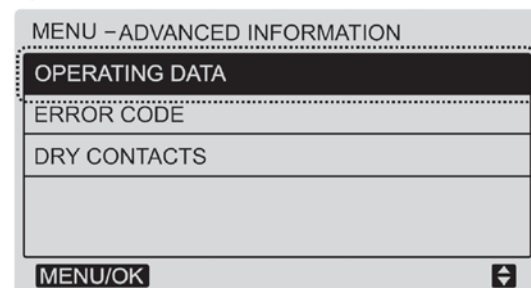 MENU – ADVANCED INFORMATION
OPERATING DATA
ERROR CODE
DRY CONTACTS
MENU/OK